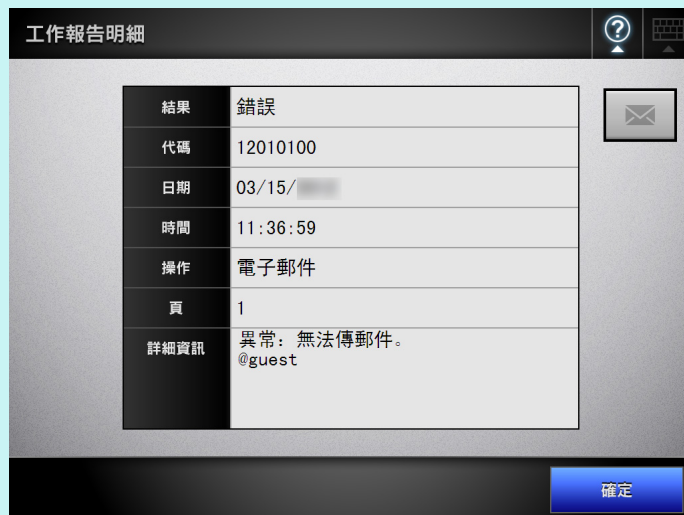 工作報告明細
?
結果 錯誤
代碼 12010100
日期 03/15/
時間 11:36:59
操作 電子郵件
頁 1
詳細資訊 異常: 無法傳郵件。
@guest
確定